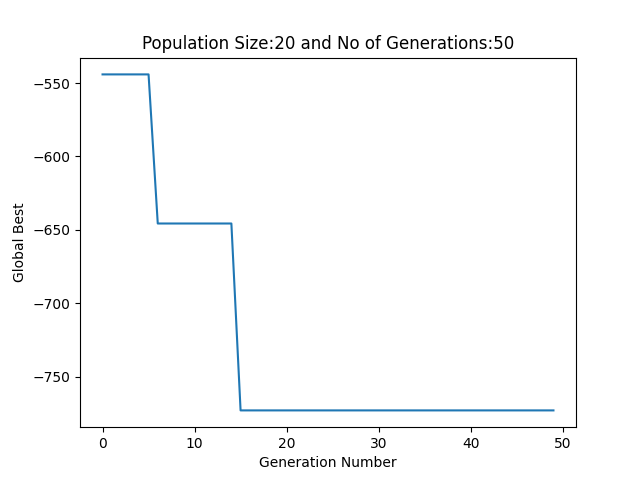 Population Size:20 and No of Generations:50
−550
−600
−650
−700
−750
Global Best
0 10 20 30 40 50
Generation Number